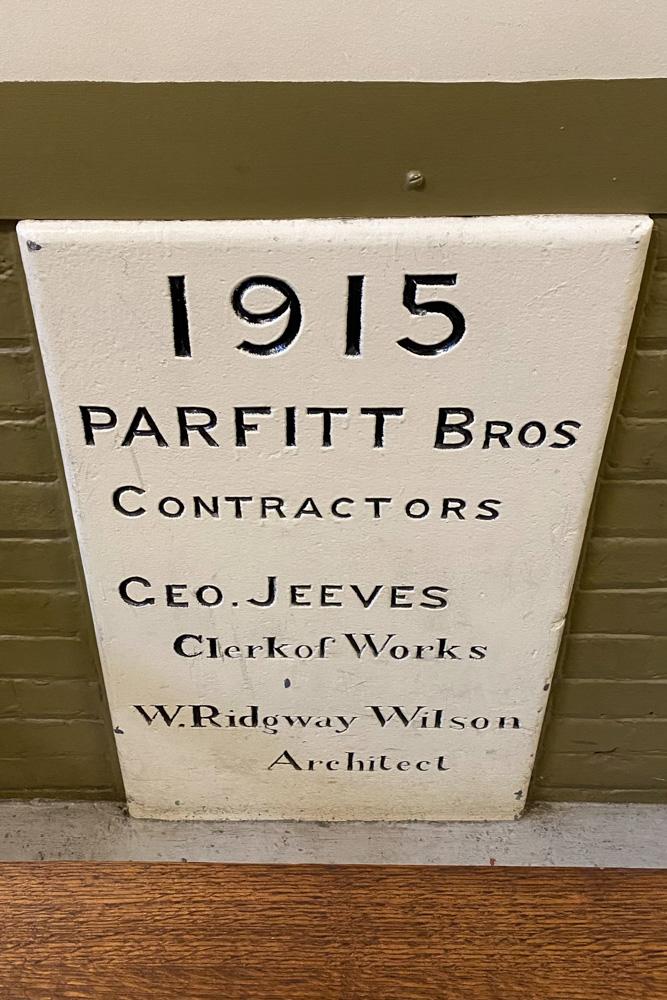 1915
PARFITT BROS
CONTRACTORS
GEO. JEEVES
Clerk of Works
W. Ridgway Wilson
Architect